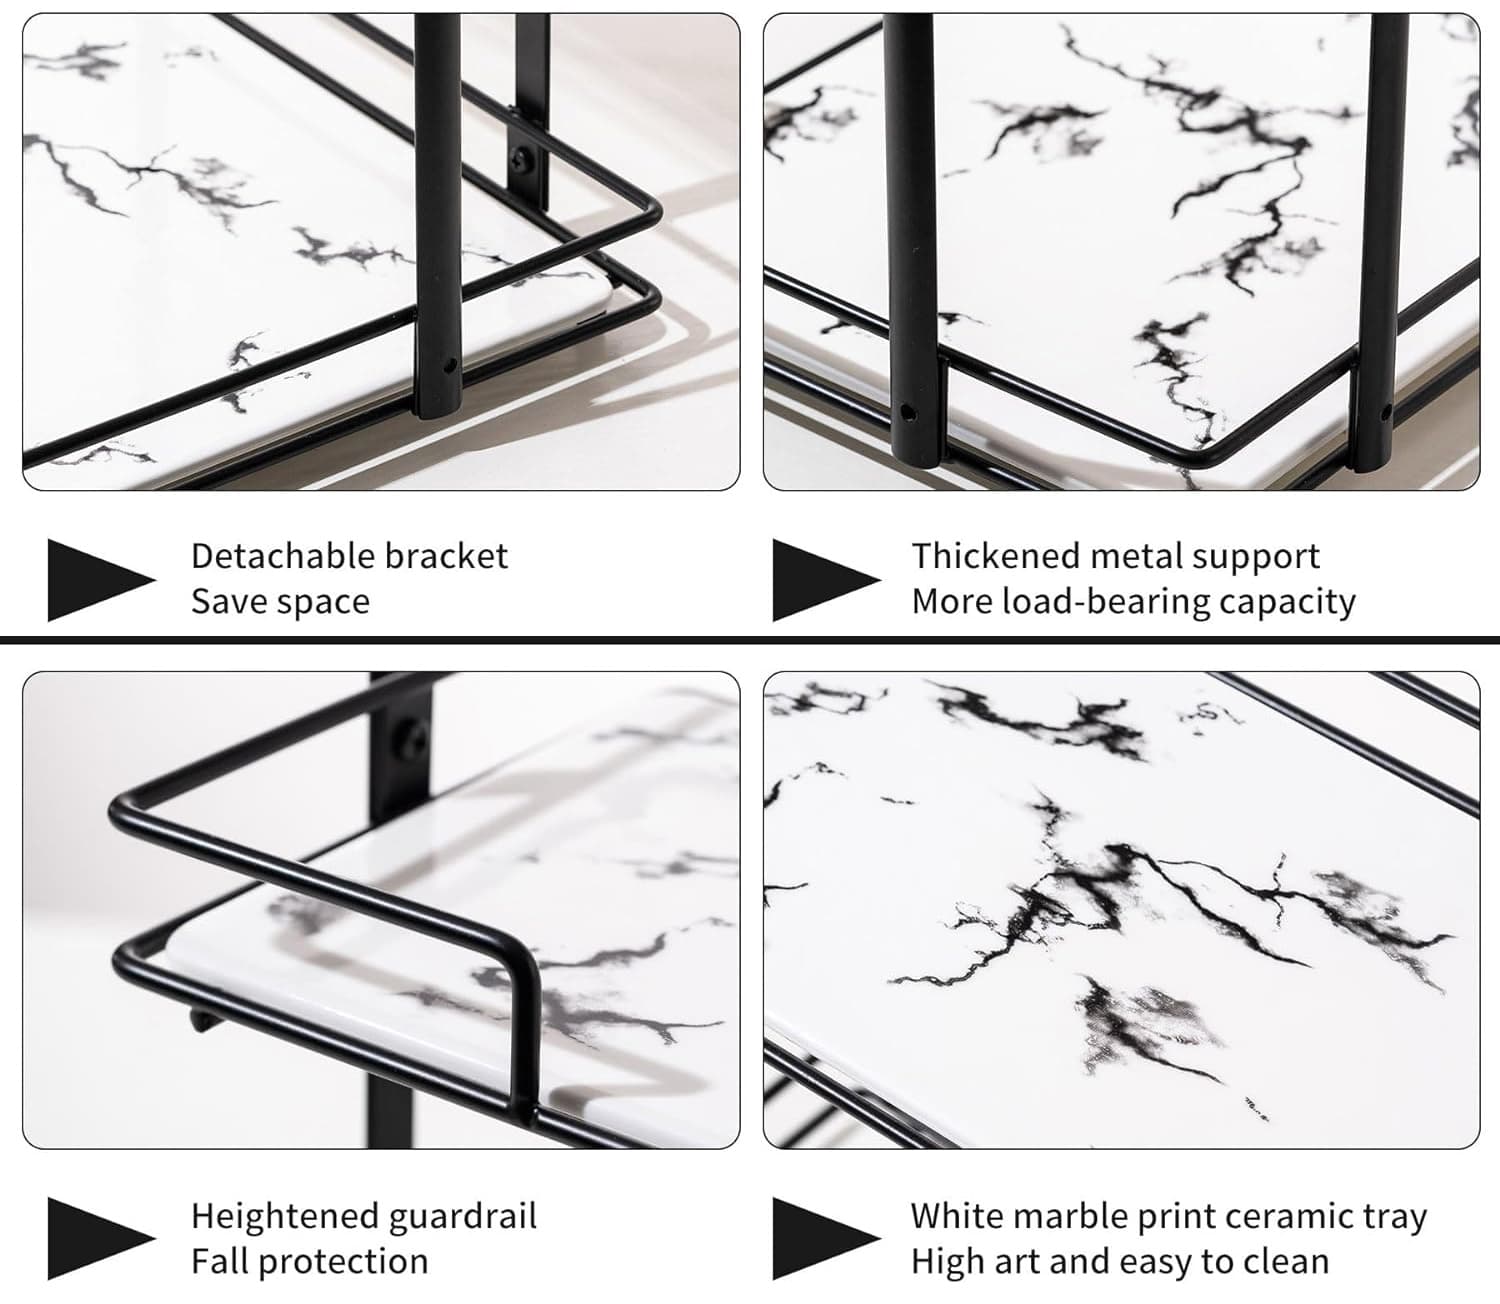 Detachable bracket
Save space
Thickened metal support
More load-bearing capacity
Heightened guardrail
Fall protection
White marble print ceramic tray
High art and easy to clean